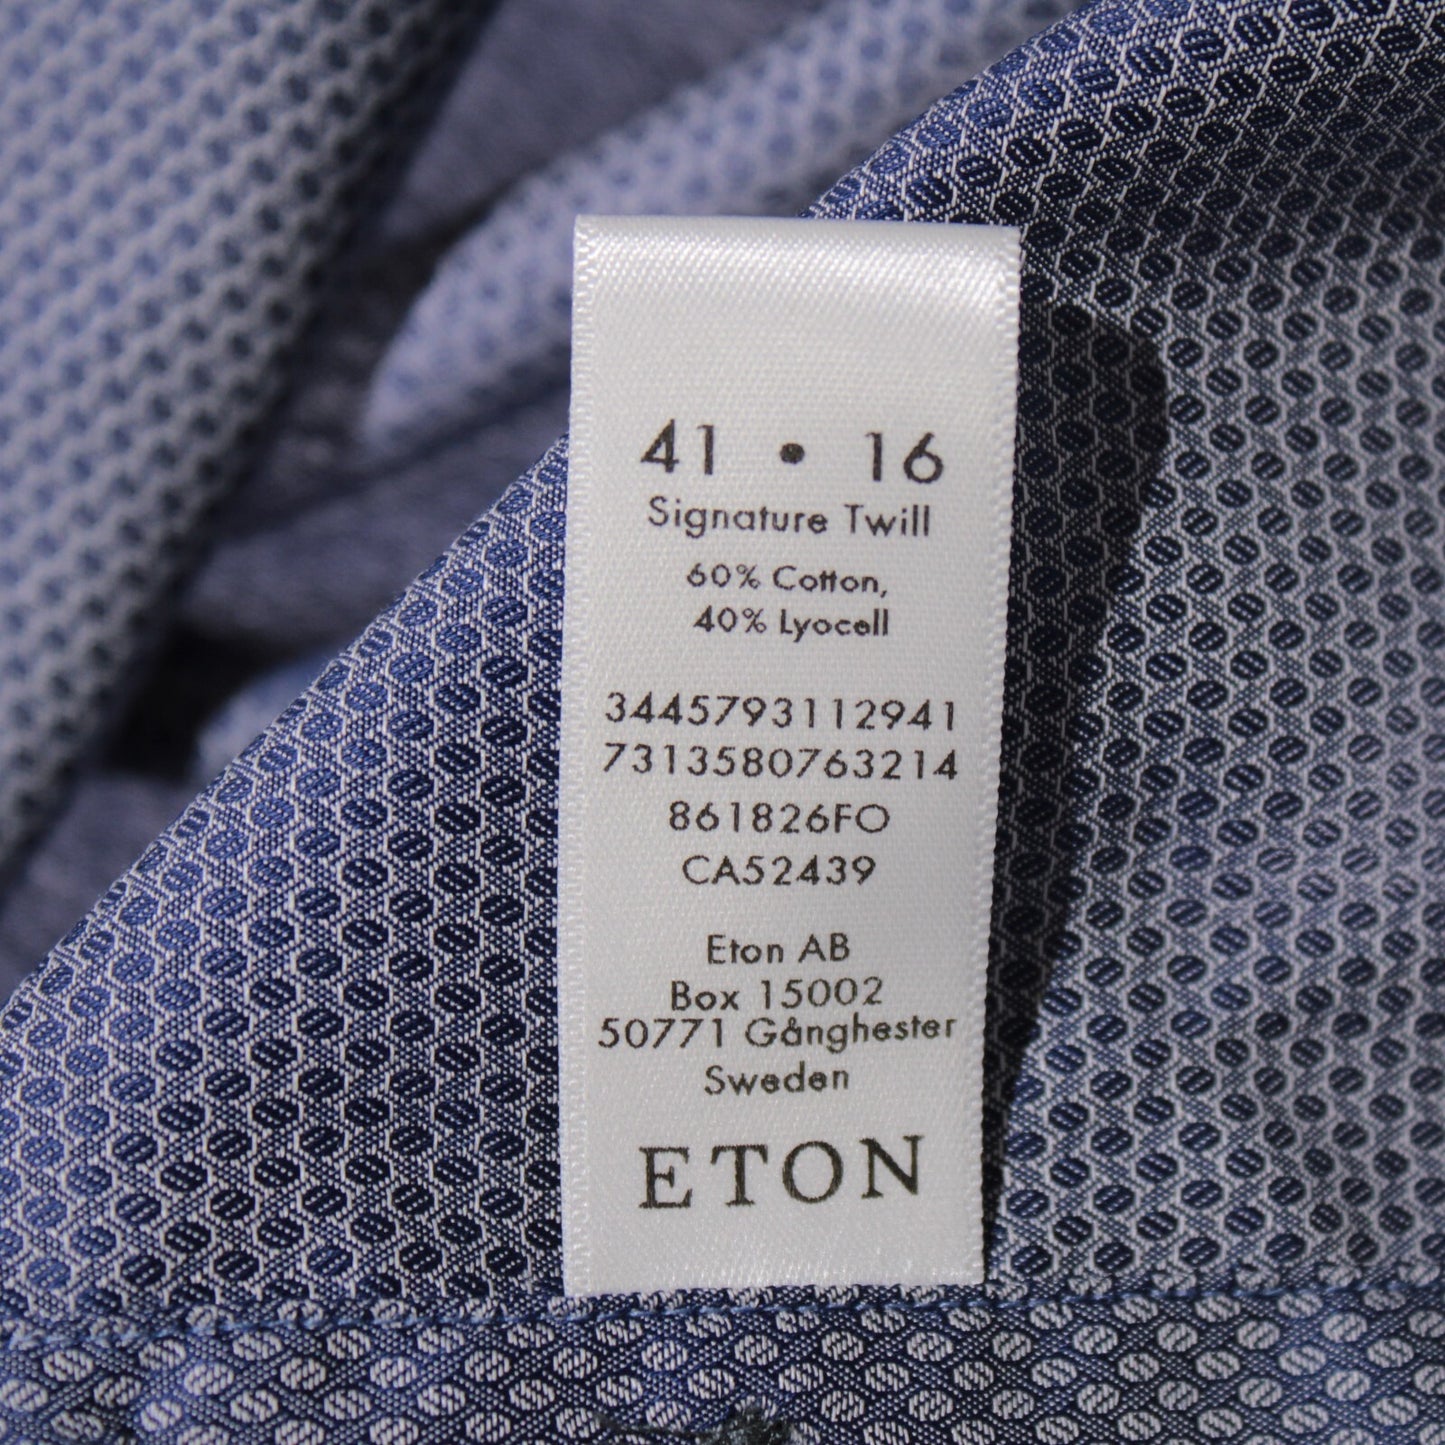 41 • 16
Signature Twill
60% Cotton,
40% Lyocell
3445793112941
7313580763214
861826FO
CA52439
Eton AB
Box 15002
50771 Gånghester
Sweden
ETON